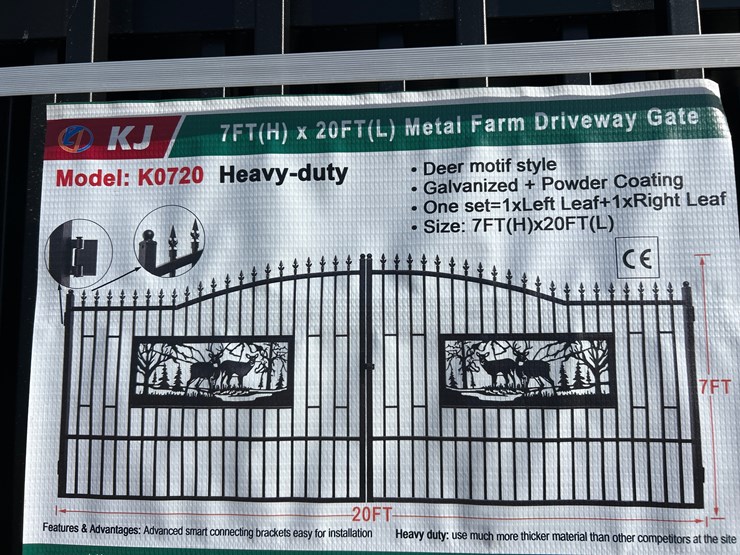 KJ
7FT(H) x 20FT(L) Metal Farm Driveway Gate
Model: K0720 Heavy-duty
• Deer motif style
• Galvanized + Powder Coating
• One set=1xLeft Leaf+1xRight Leaf
• Size: 7FT(H)x20FT(L)
CE
7FT
20FT
Features & Advantages: Advanced smart connecting brackets easy for installation
Heavy duty: use much more thicker material than other competitors at the site